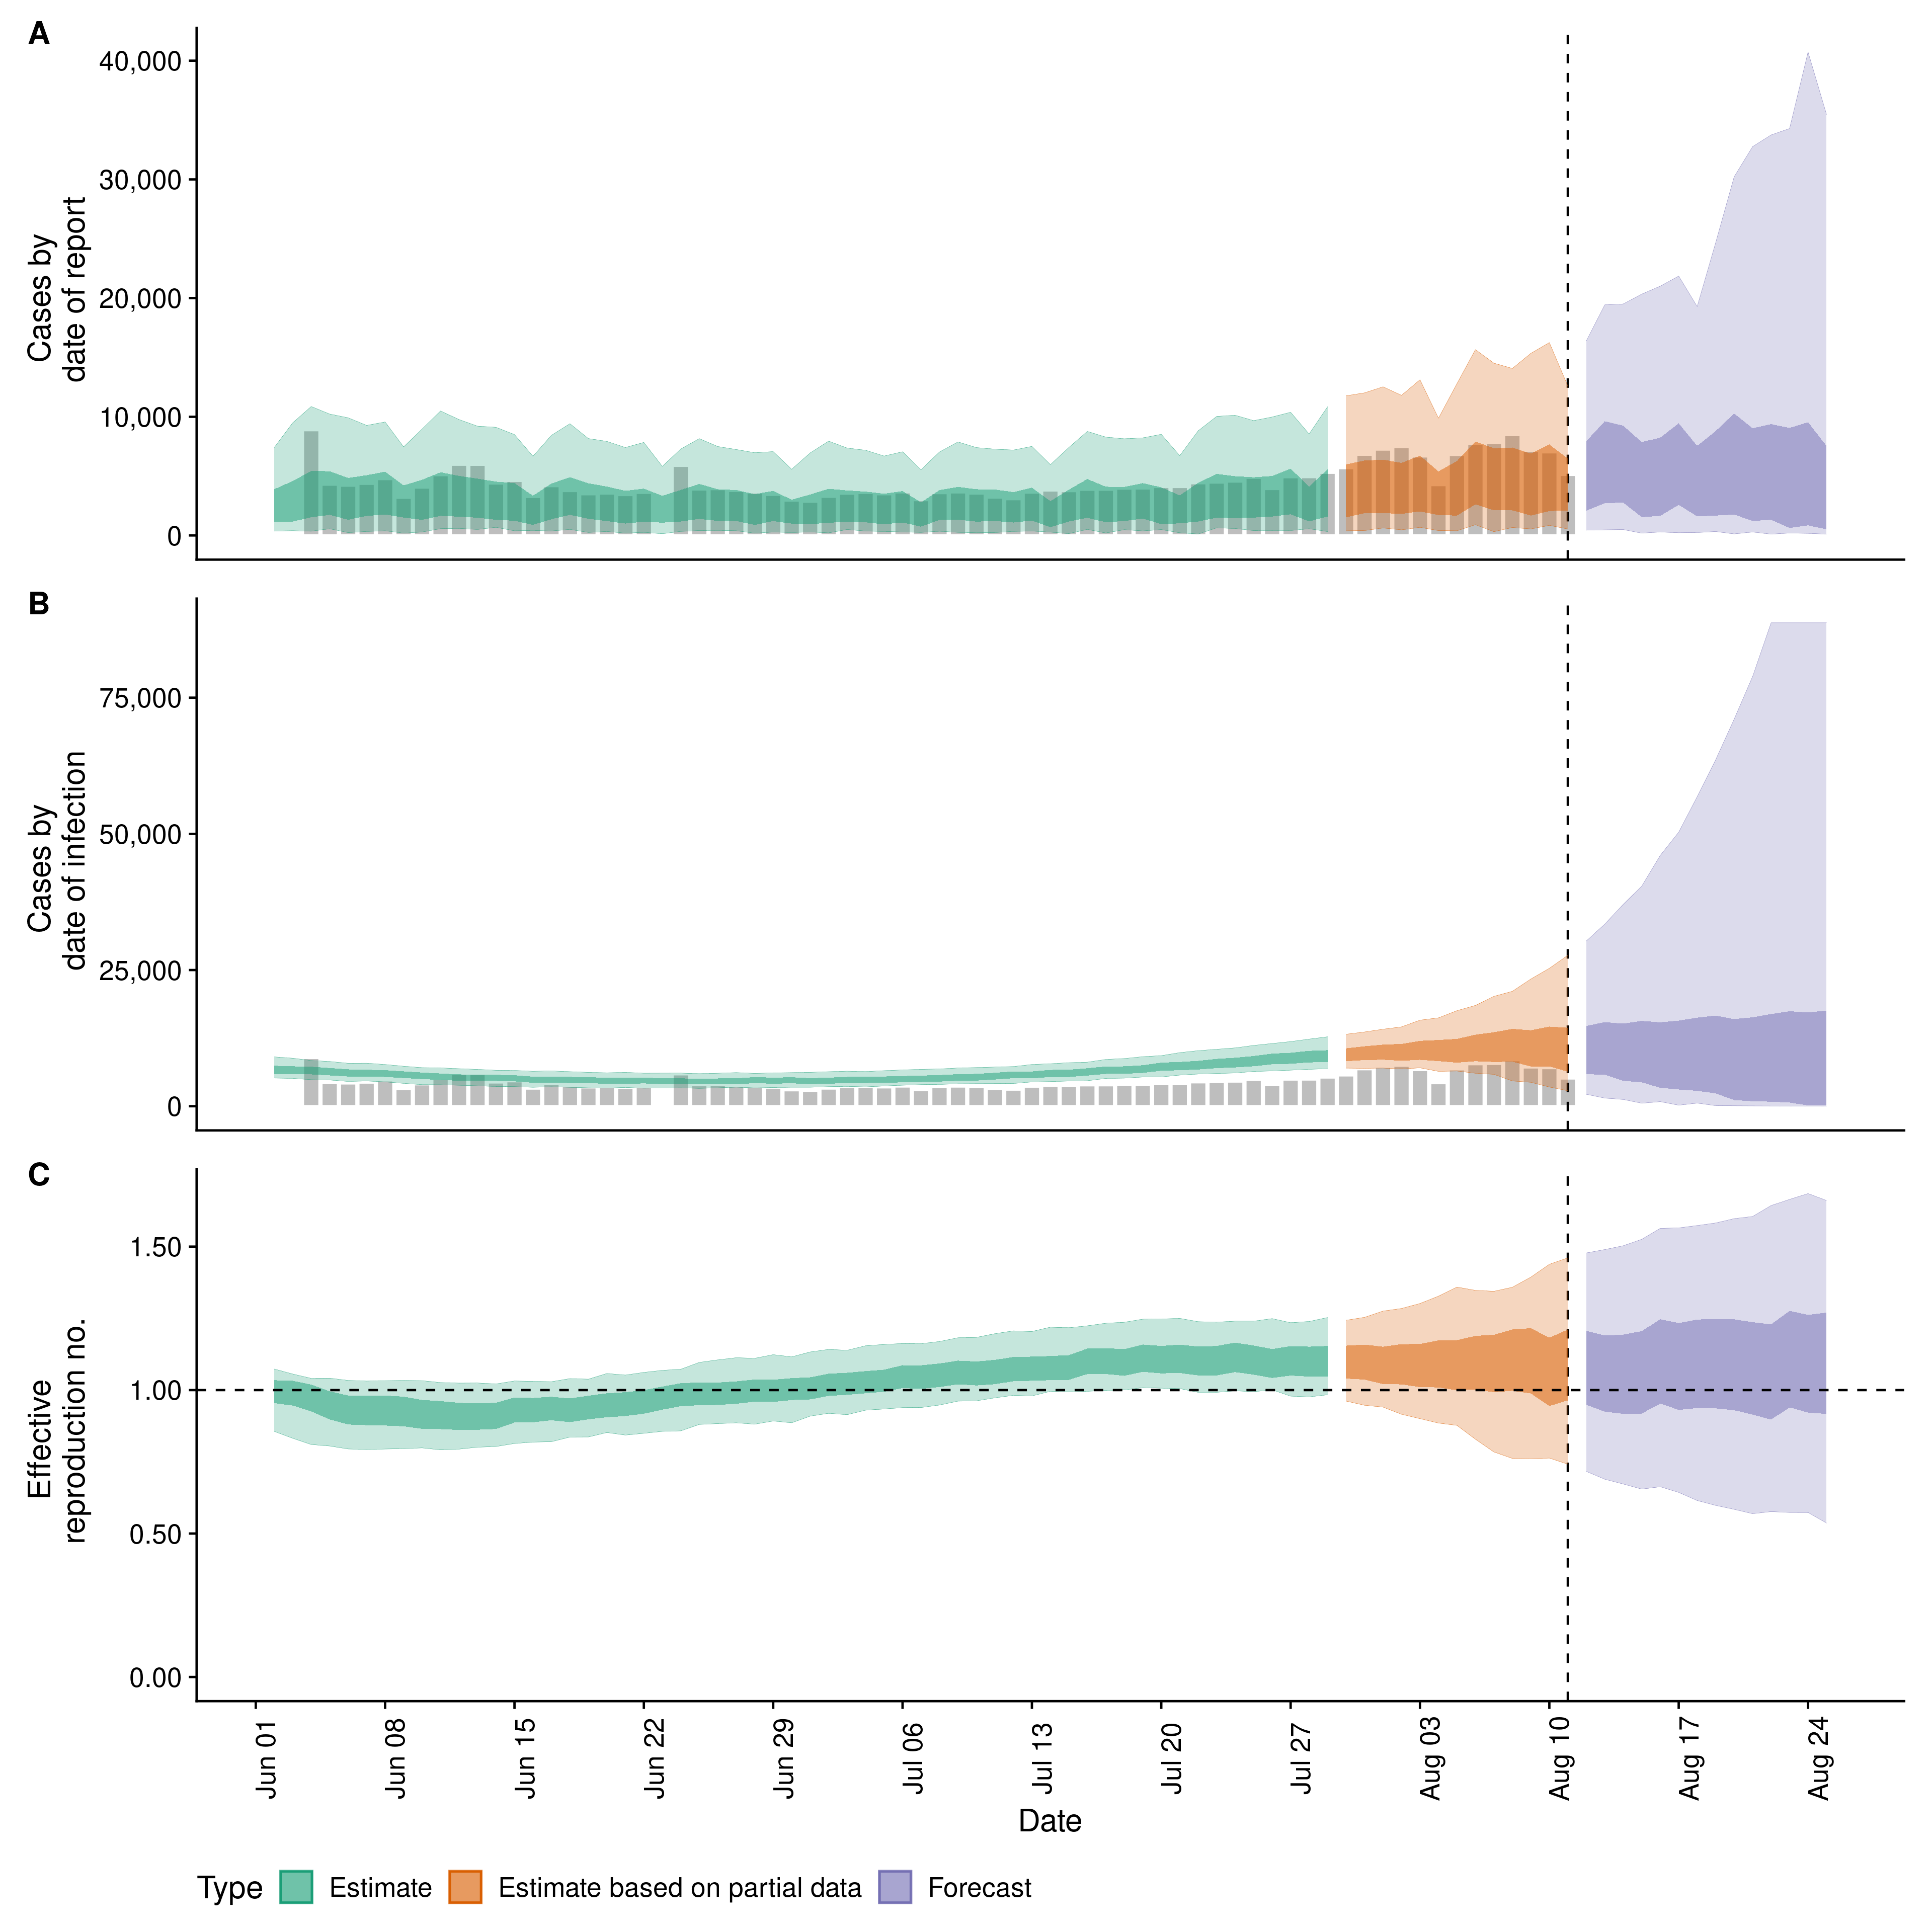 A
40,000
30,000
20,000
10,000
0
Cases by
date of report
B
75,000
50,000
25,000
0
Cases by
date of infection
C
1.50
1.00
0.50
0.00
Effective
reproduction no.
Jun 01
Jun 08
Jun 15
Jun 22
Jun 29
Jul 06
Jul 13
Jul 20
Jul 27
Aug 03
Aug 10
Aug 17
Aug 24
Date
Type
Estimate
Estimate based on partial data
Forecast